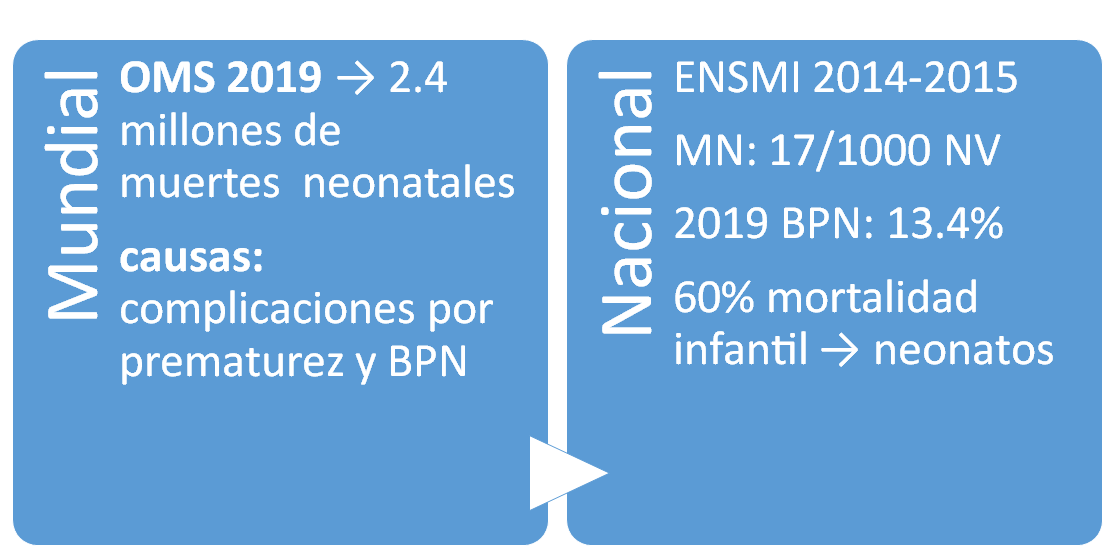 Mundial
OMS 2019 → 2.4
millones de
muertes neonatales
causas:
complicaciones por
prematurez y BPN
Nacional
ENSMI 2014-2015
MN: 17/1000 NV
2019 BPN: 13.4%
60% mortalidad
infantil → neonatos